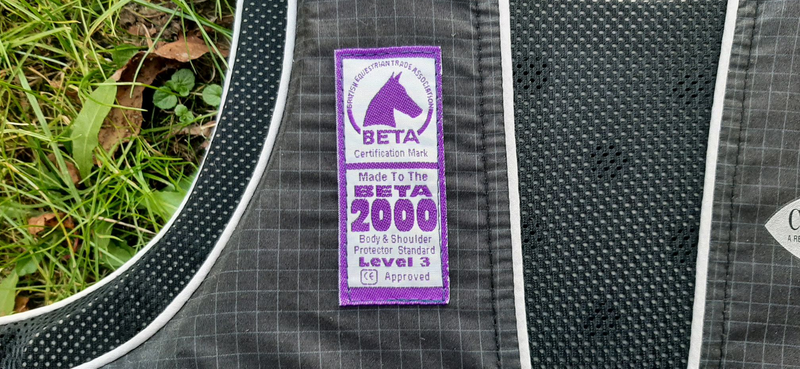 BRITISH EQUESTRIAN TRADE ASSOCIATION
BETA
Certification Mark
Made To The
BETA
2000
Body & Shoulder
Protector Standard
Level 3
CE Approved